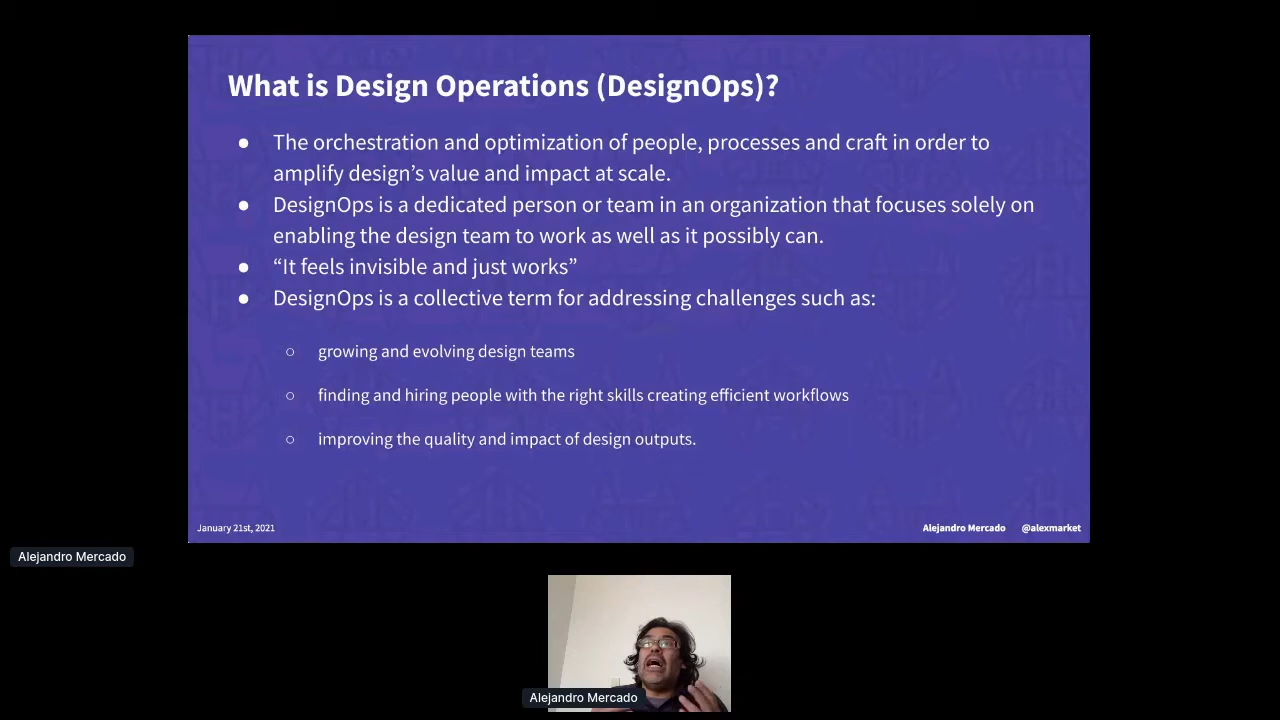 What is Design Operations (DesignOps)?
● The orchestration and optimization of people, processes and craft in order to
amplify design’s value and impact at scale.
● DesignOps is a dedicated person or team in an organization that focuses solely on
enabling the design team to work as well as it possibly can.
● “It feels invisible and just works”
● DesignOps is a collective term for addressing challenges such as:
○ growing and evolving design teams
○ finding and hiring people with the right skills creating efficient workflows
○ improving the quality and impact of design outputs.
January 21st, 2021
Alejandro Mercado @alexmarket
Alejandro Mercado
Alejandro Mercado